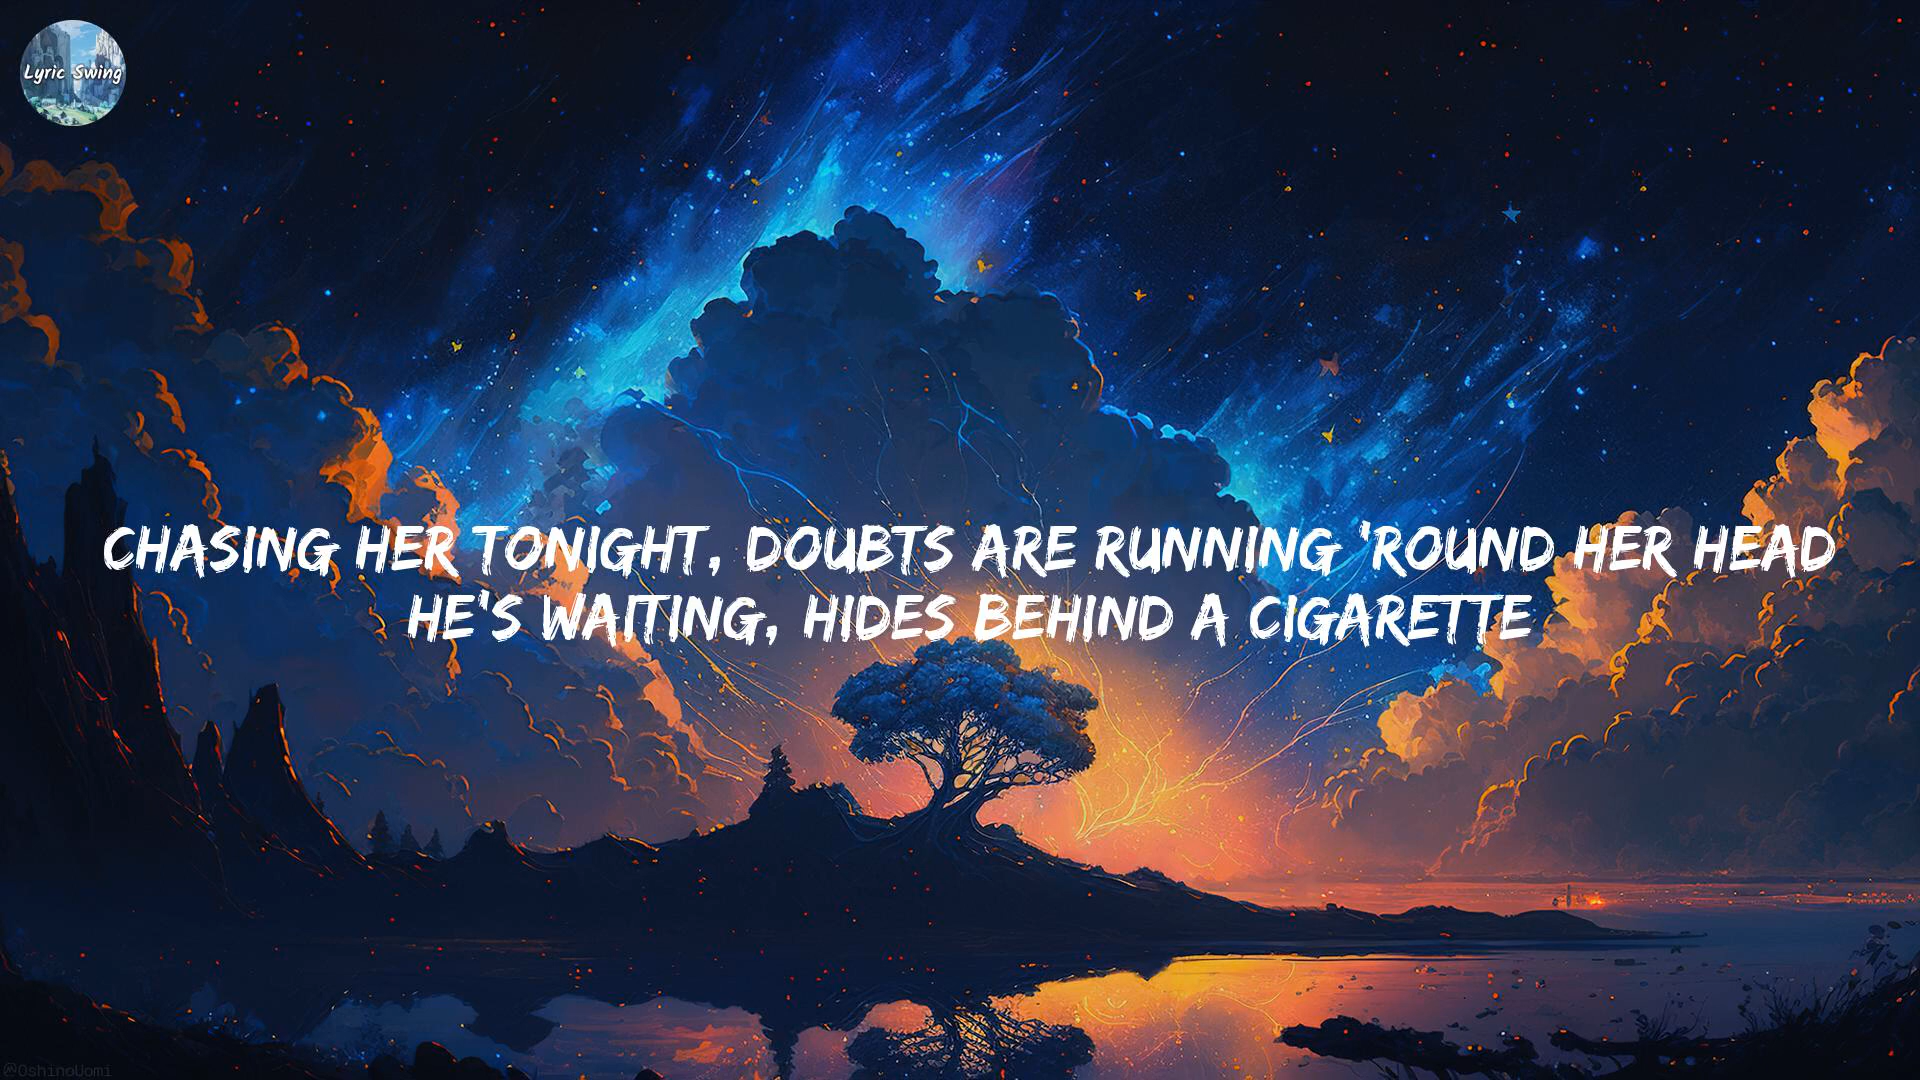 Lyric Swing
CHASING HER TONIGHT, DOUBTS ARE RUNNING 'ROUND HER HEAD
HE'S WAITING, HIDES BEHIND A CIGARETTE
@OshinoUomi